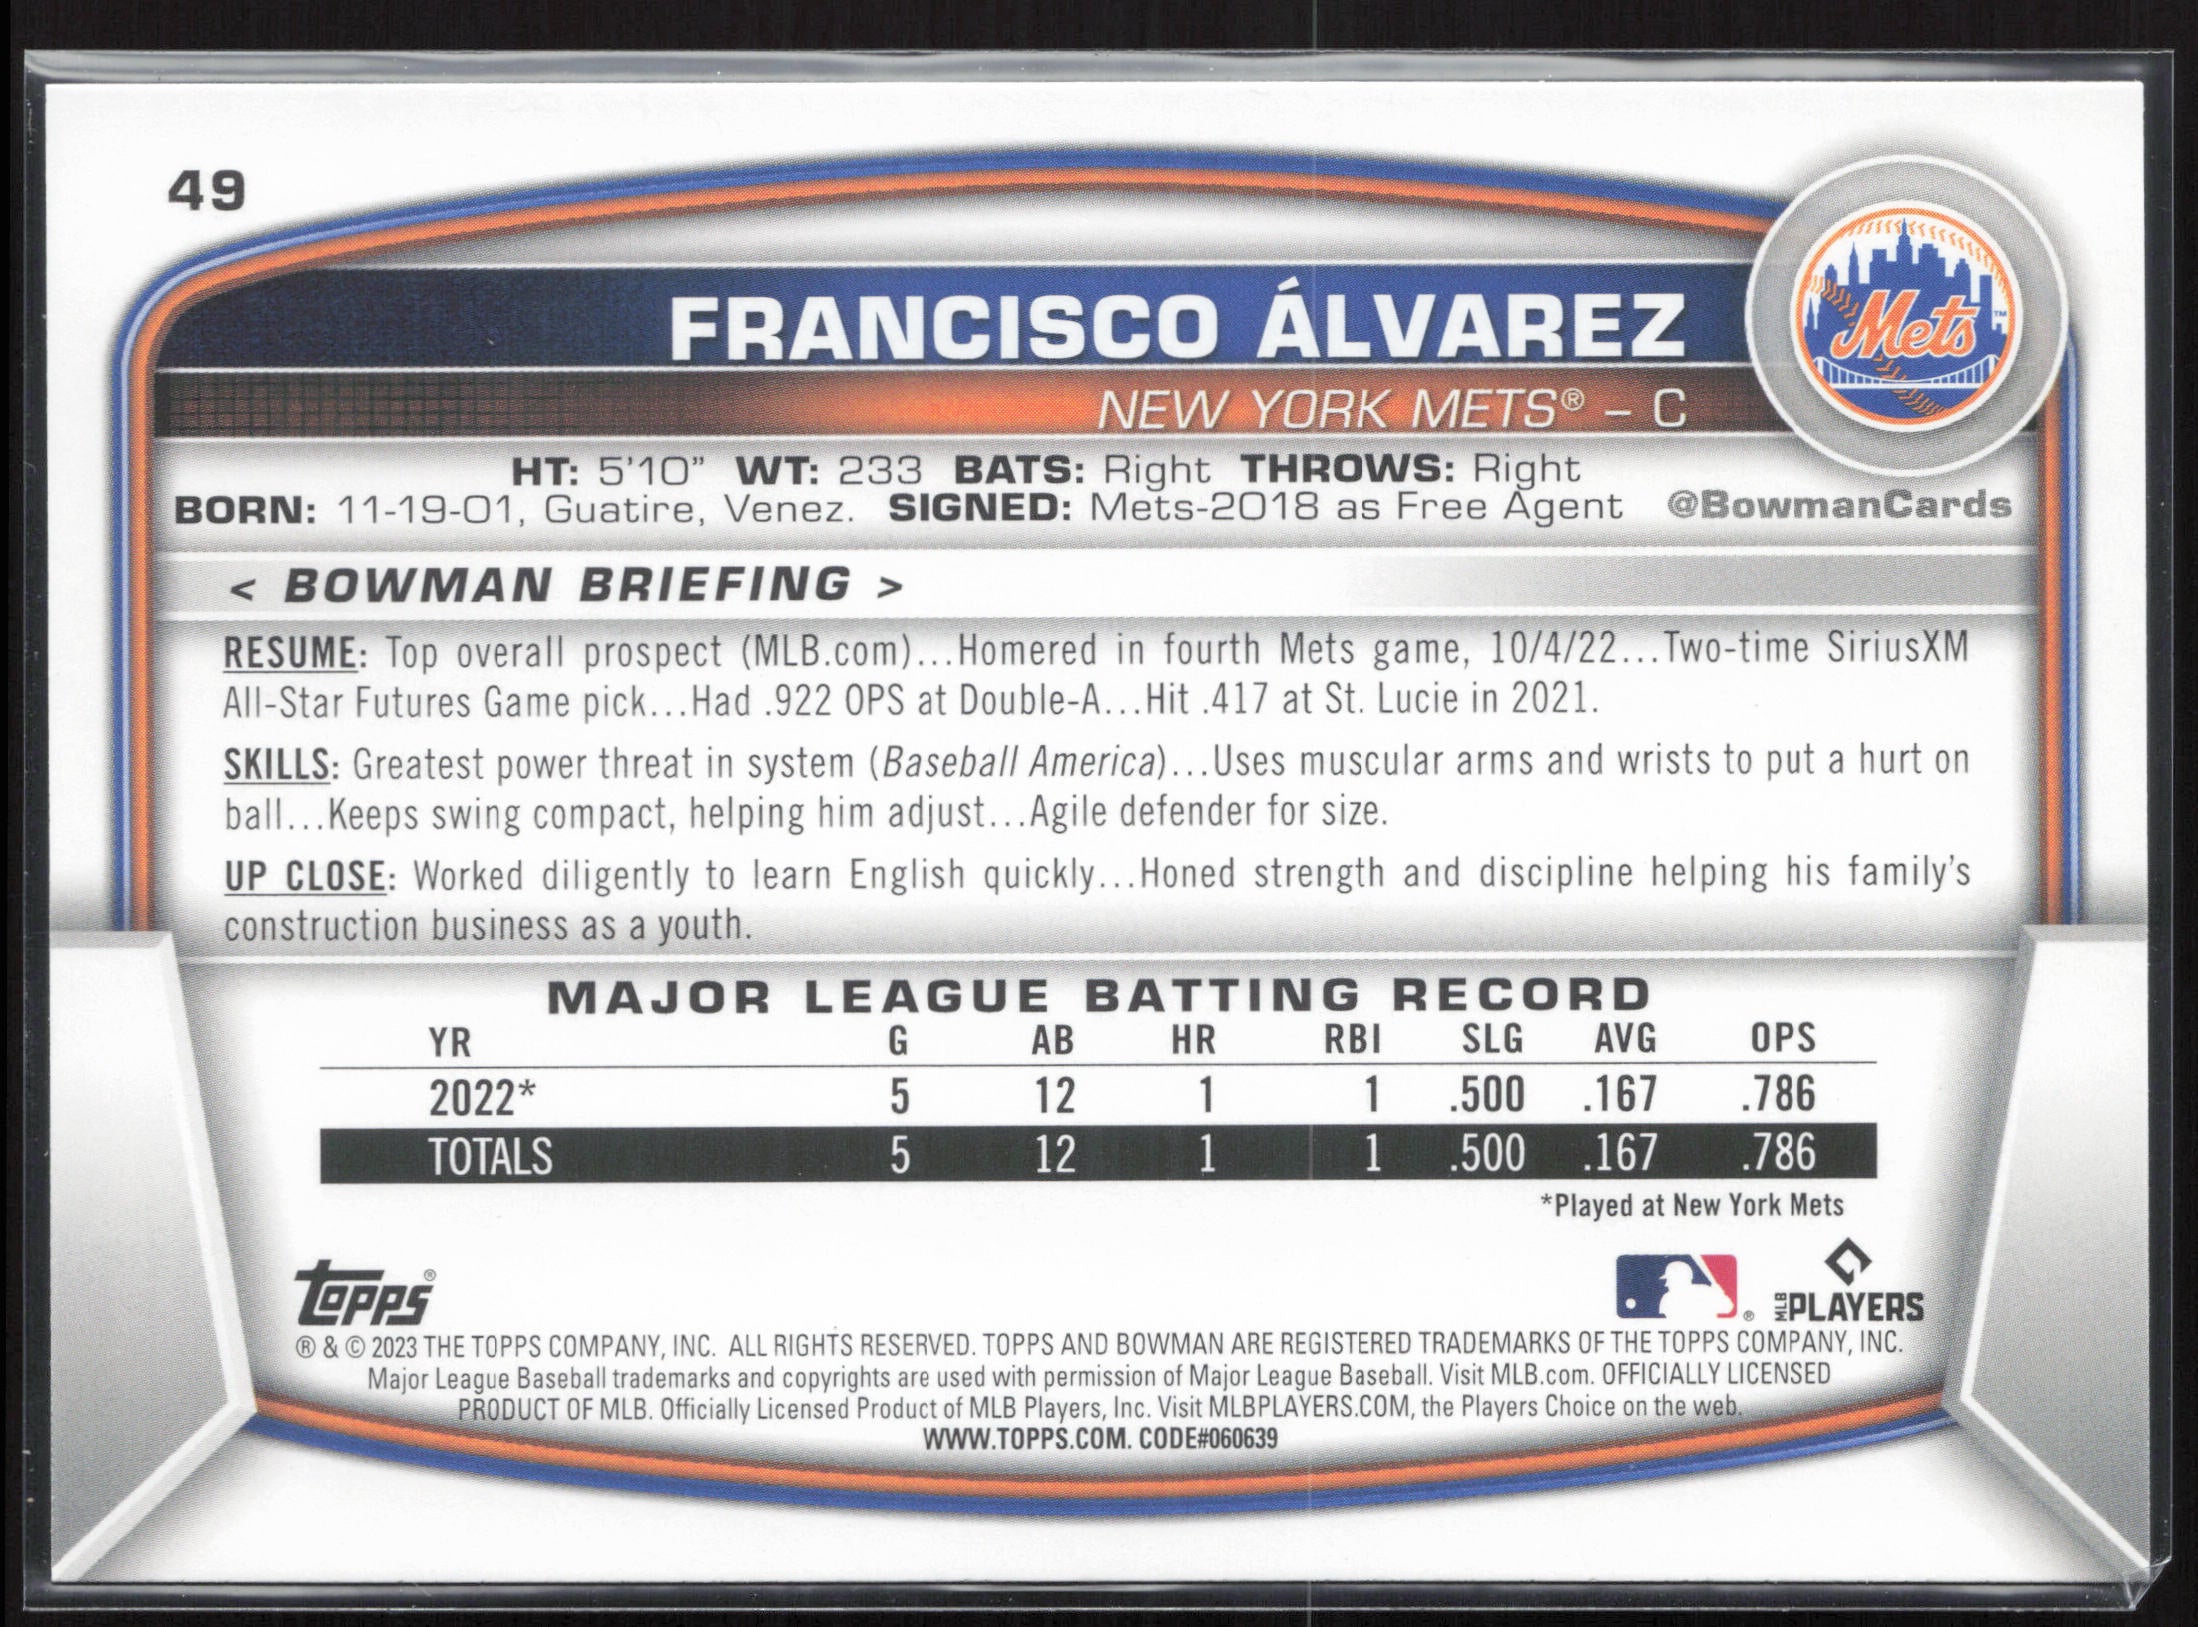 49
FRANCISCO ÁLVAREZ
Mets™
NEW YORK METS® – C
HT: 5'10" WT: 233 BATS: Right THROWS: Right
BORN: 11-19-01, Guatire, Venez. SIGNED: Mets-2018 as Free Agent @BowmanCards
< BOWMAN BRIEFING >
RESUME: Top overall prospect (MLB.com)...Homered in fourth Mets game, 10/4/22...Two-time SiriusXM
All-Star Futures Game pick...Had .922 OPS at Double-A...Hit .417 at St. Lucie in 2021.
SKILLS: Greatest power threat in system (Baseball America)...Uses muscular arms and wrists to put a hurt on
ball...Keeps swing compact, helping him adjust...Agile defender for size.
UP CLOSE: Worked diligently to learn English quickly...Honed strength and discipline helping his family's
construction business as a youth.
MAJOR LEAGUE BATTING RECORD
YR G AB HR RBI SLG AVG OPS
2022* 5 12 1 1 .500 .167 .786
TOTALS 5 12 1 1 .500 .167 .786
*Played at New York Mets
Topps®
® MLB PLAYERS
® & © 2023 THE TOPPS COMPANY, INC. ALL RIGHTS RESERVED. TOPPS AND BOWMAN ARE REGISTERED TRADEMARKS OF THE TOPPS COMPANY, INC.
Major League Baseball trademarks and copyrights are used with permission of Major League Baseball. Visit MLB.com. OFFICIALLY LICENSED
PRODUCT OF MLB. Officially Licensed Product of MLB Players, Inc. Visit MLBPLAYERS.COM, the Players Choice on the web.
WWW.TOPPS.COM. CODE#060639